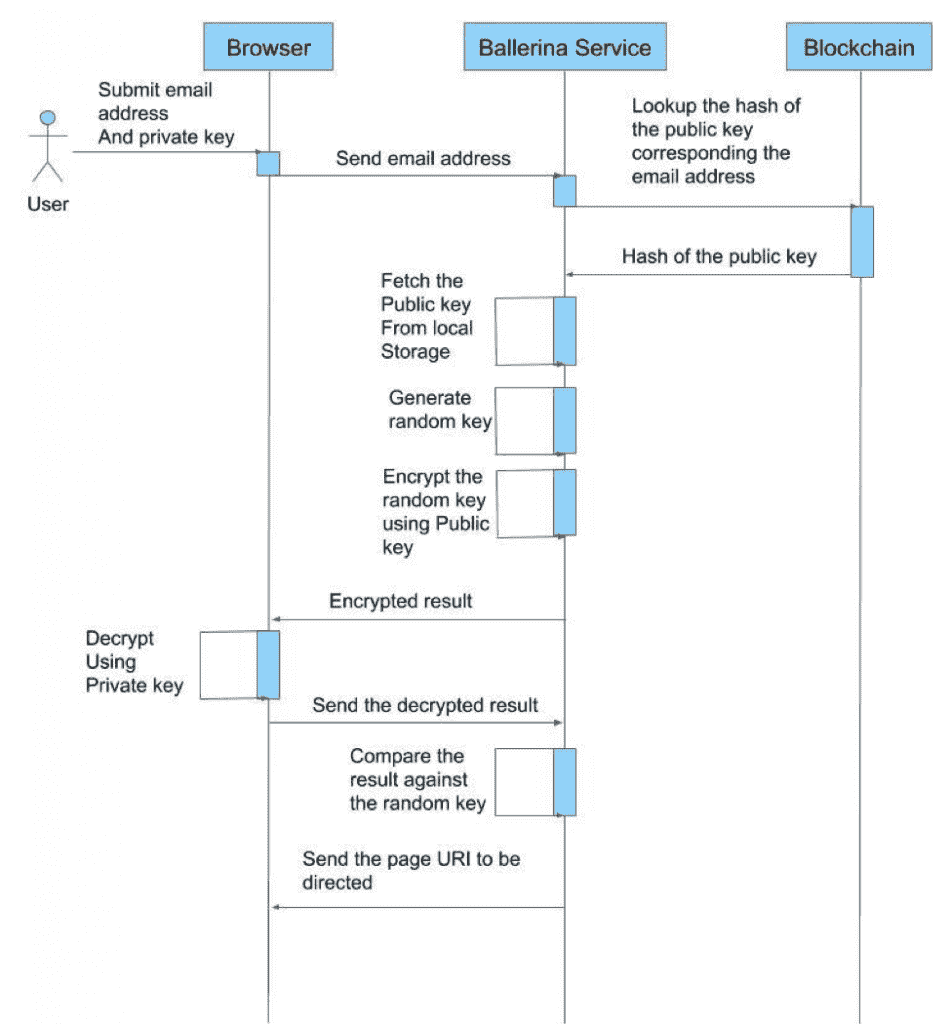 Browser
Ballerina Service
Blockchain
Submit email
address
And private key
User
Send email address
Lookup the hash of
the public key
corresponding the
email address
Hash of the public key
Fetch the
Public key
From local
Storage
Generate
random key
Encrypt the
random key
using Public
key
Encrypted result
Decrypt
Using
Private key
Send the decrypted result
Compare the
result against
the random key
Send the page URI to be
directed